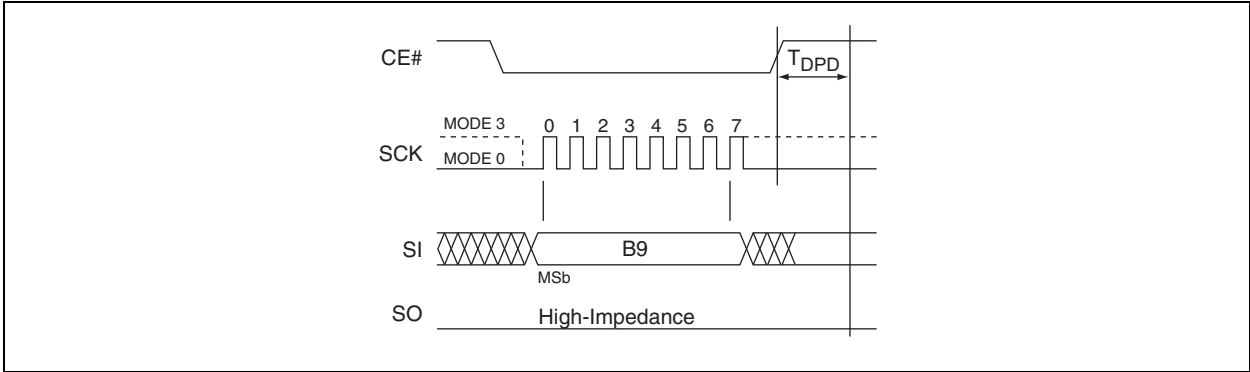 CE#
TDPD
MODE 3
0 1 2 3 4 5 6 7
SCK
MODE 0
SI
B9
MSb
SO
High-Impedance